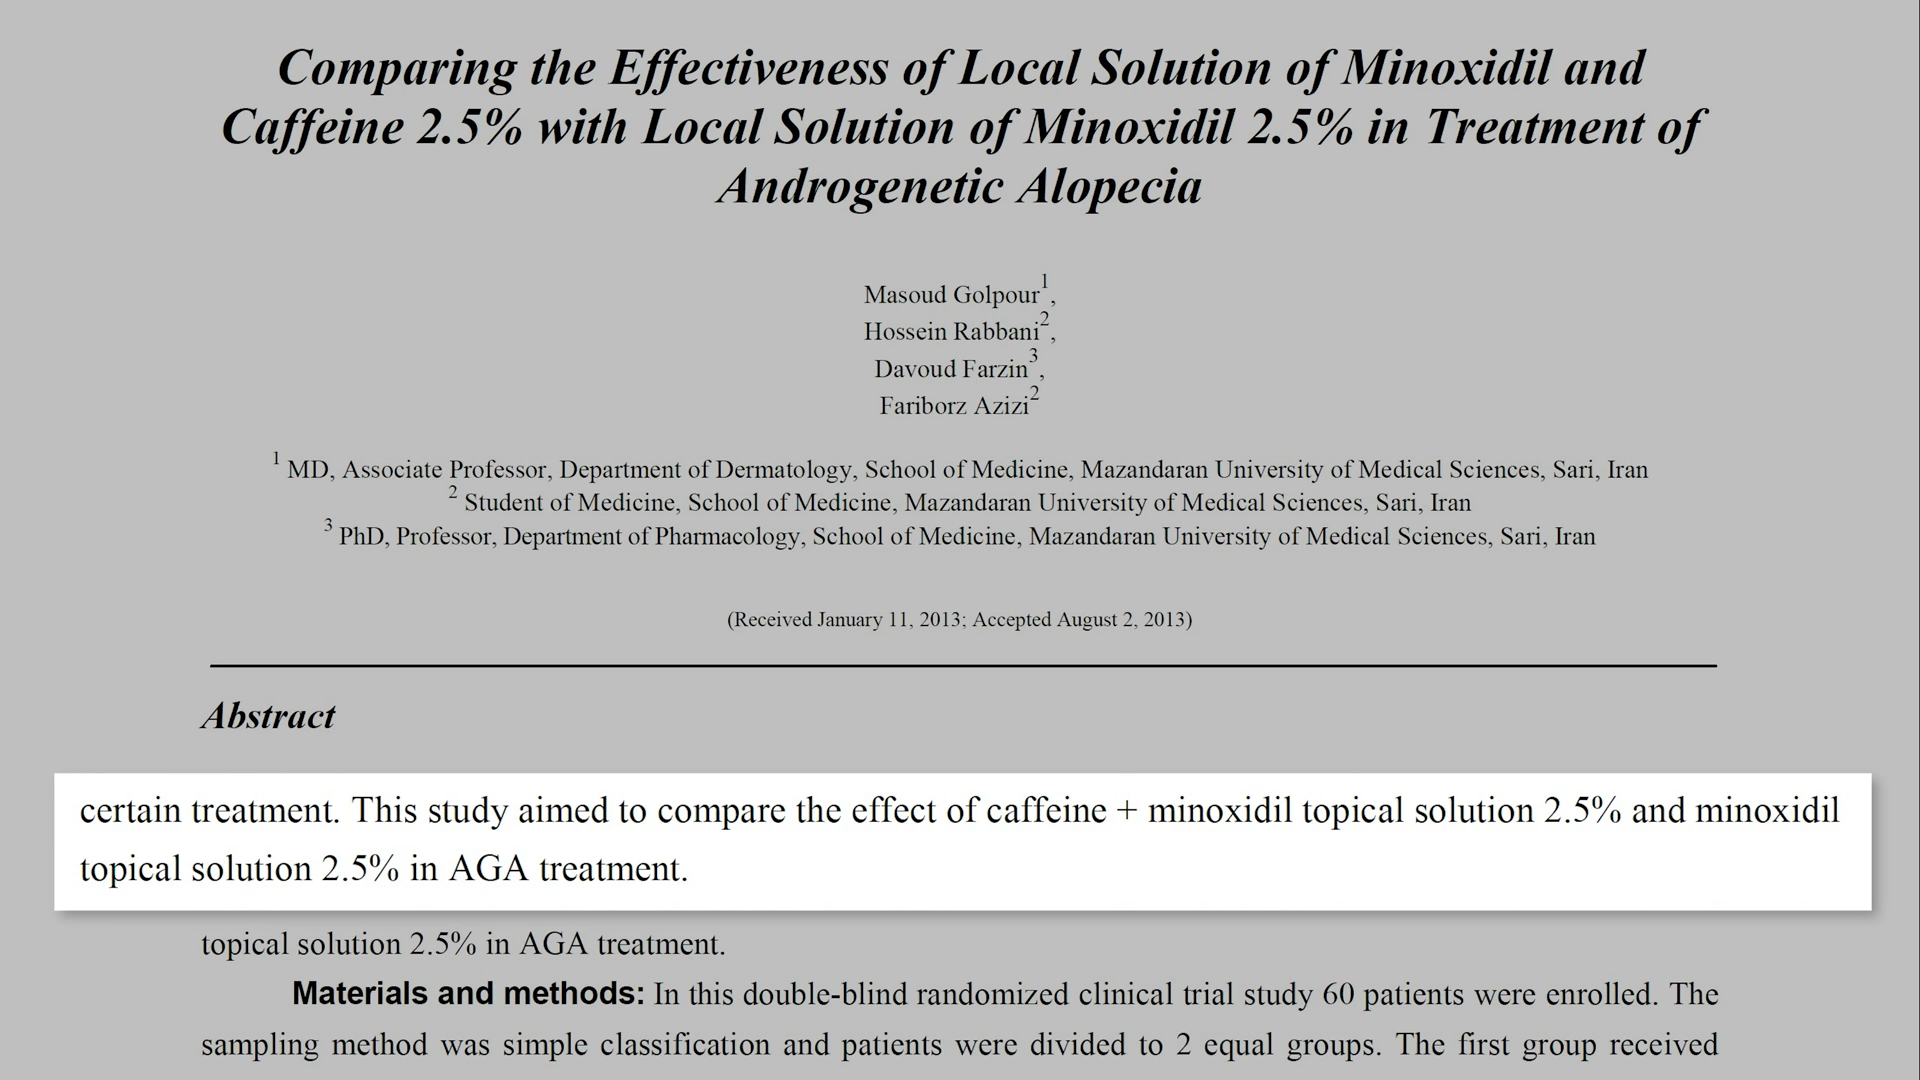 Comparing the Effectiveness of Local Solution of Minoxidil and
Caffeine 2.5% with Local Solution of Minoxidil 2.5% in Treatment of
Androgenetic Alopecia
Masoud Golpour1,
Hossein Rabbani2,
Davoud Farzin3,
Fariborz Azizi2
1 MD, Associate Professor, Department of Dermatology, School of Medicine, Mazandaran University of Medical Sciences, Sari, Iran
2 Student of Medicine, School of Medicine, Mazandaran University of Medical Sciences, Sari, Iran
3 PhD, Professor, Department of Pharmacology, School of Medicine, Mazandaran University of Medical Sciences, Sari, Iran
(Received January 11, 2013; Accepted August 2, 2013)
Abstract
certain treatment. This study aimed to compare the effect of caffeine + minoxidil topical solution 2.5% and minoxidil
topical solution 2.5% in AGA treatment.
topical solution 2.5% in AGA treatment.
Materials and methods: In this double-blind randomized clinical trial study 60 patients were enrolled. The
sampling method was simple classification and patients were divided to 2 equal groups. The first group received